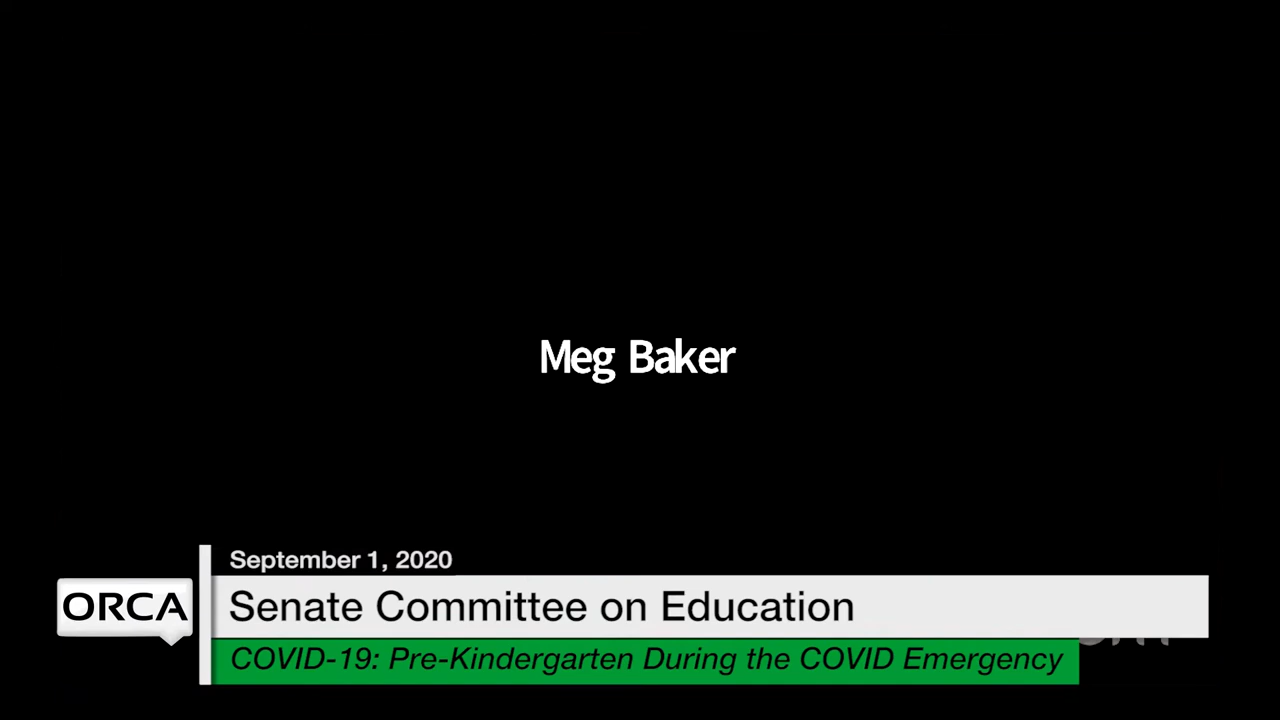 Meg Baker
September 1, 2020
ORCA
Senate Committee on Education
COVID-19: Pre-Kindergarten During the COVID Emergency